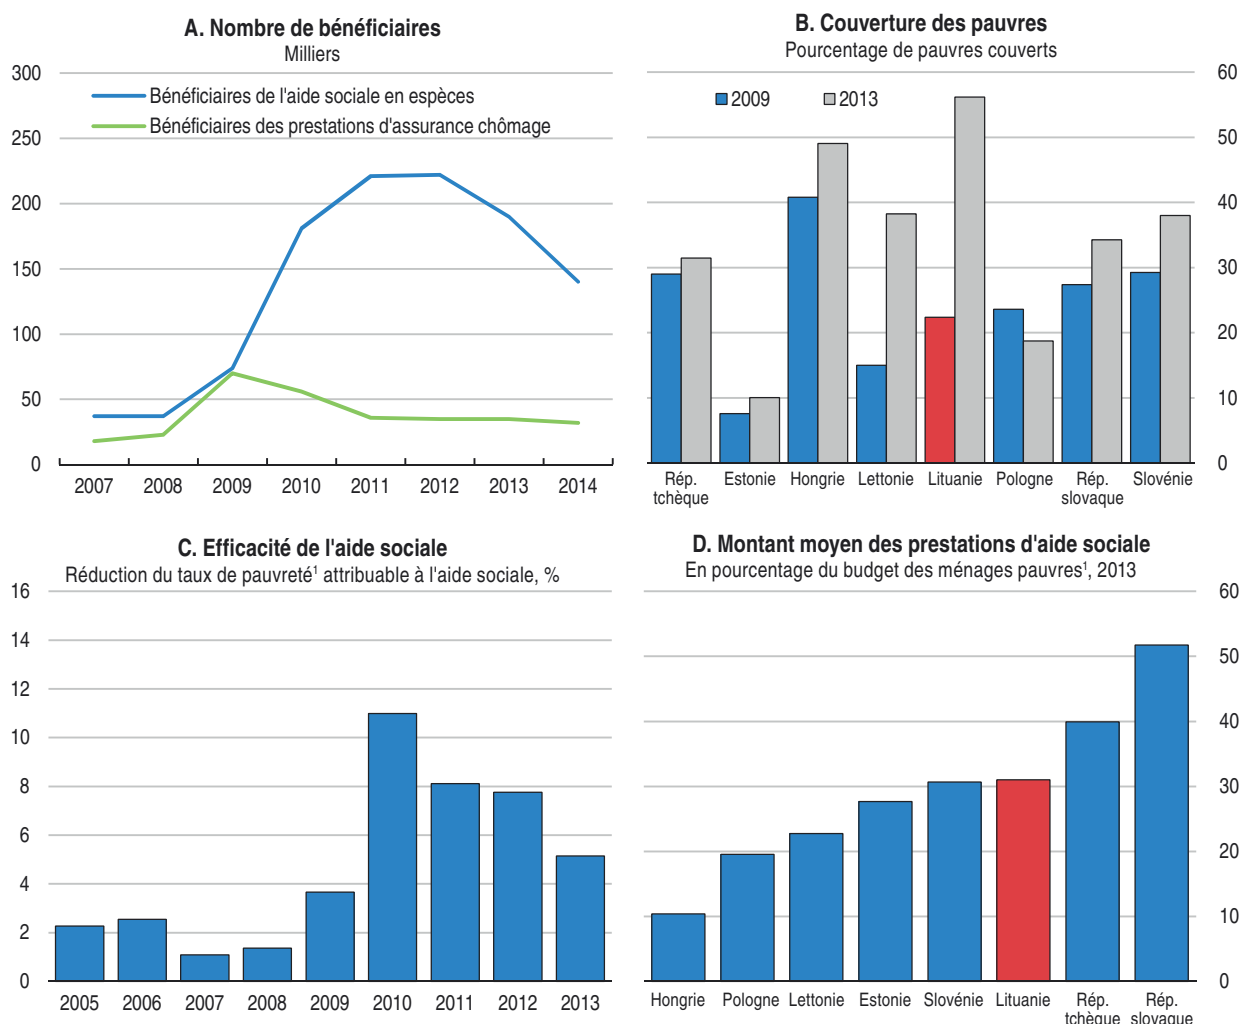 A. Nombre de bénéficiaires
Milliers
300
250
200
150
100
50
0
Bénéficiaires de l'aide sociale en espèces
Bénéficiaires des prestations d'assurance chômage
2007 2008 2009 2010 2011 2012 2013 2014
B. Couverture des pauvres
Pourcentage de pauvres couverts
2009 2013
60
50
40
30
20
10
0
Rép. Estonie Hongrie Lettonie Lituanie Pologne Rép. Slovénie
tchèque slovaque
C. Efficacité de l'aide sociale
Réduction du taux de pauvreté¹ attribuable à l'aide sociale, %
16
14
12
10
8
6
4
2
0
2005 2006 2007 2008 2009 2010 2011 2012 2013
D. Montant moyen des prestations d'aide sociale
En pourcentage du budget des ménages pauvres¹, 2013
60
50
40
30
20
10
0
Hongrie Pologne Lettonie Estonie Slovénie Lituanie Rép. Rép.
tchèque slovaque